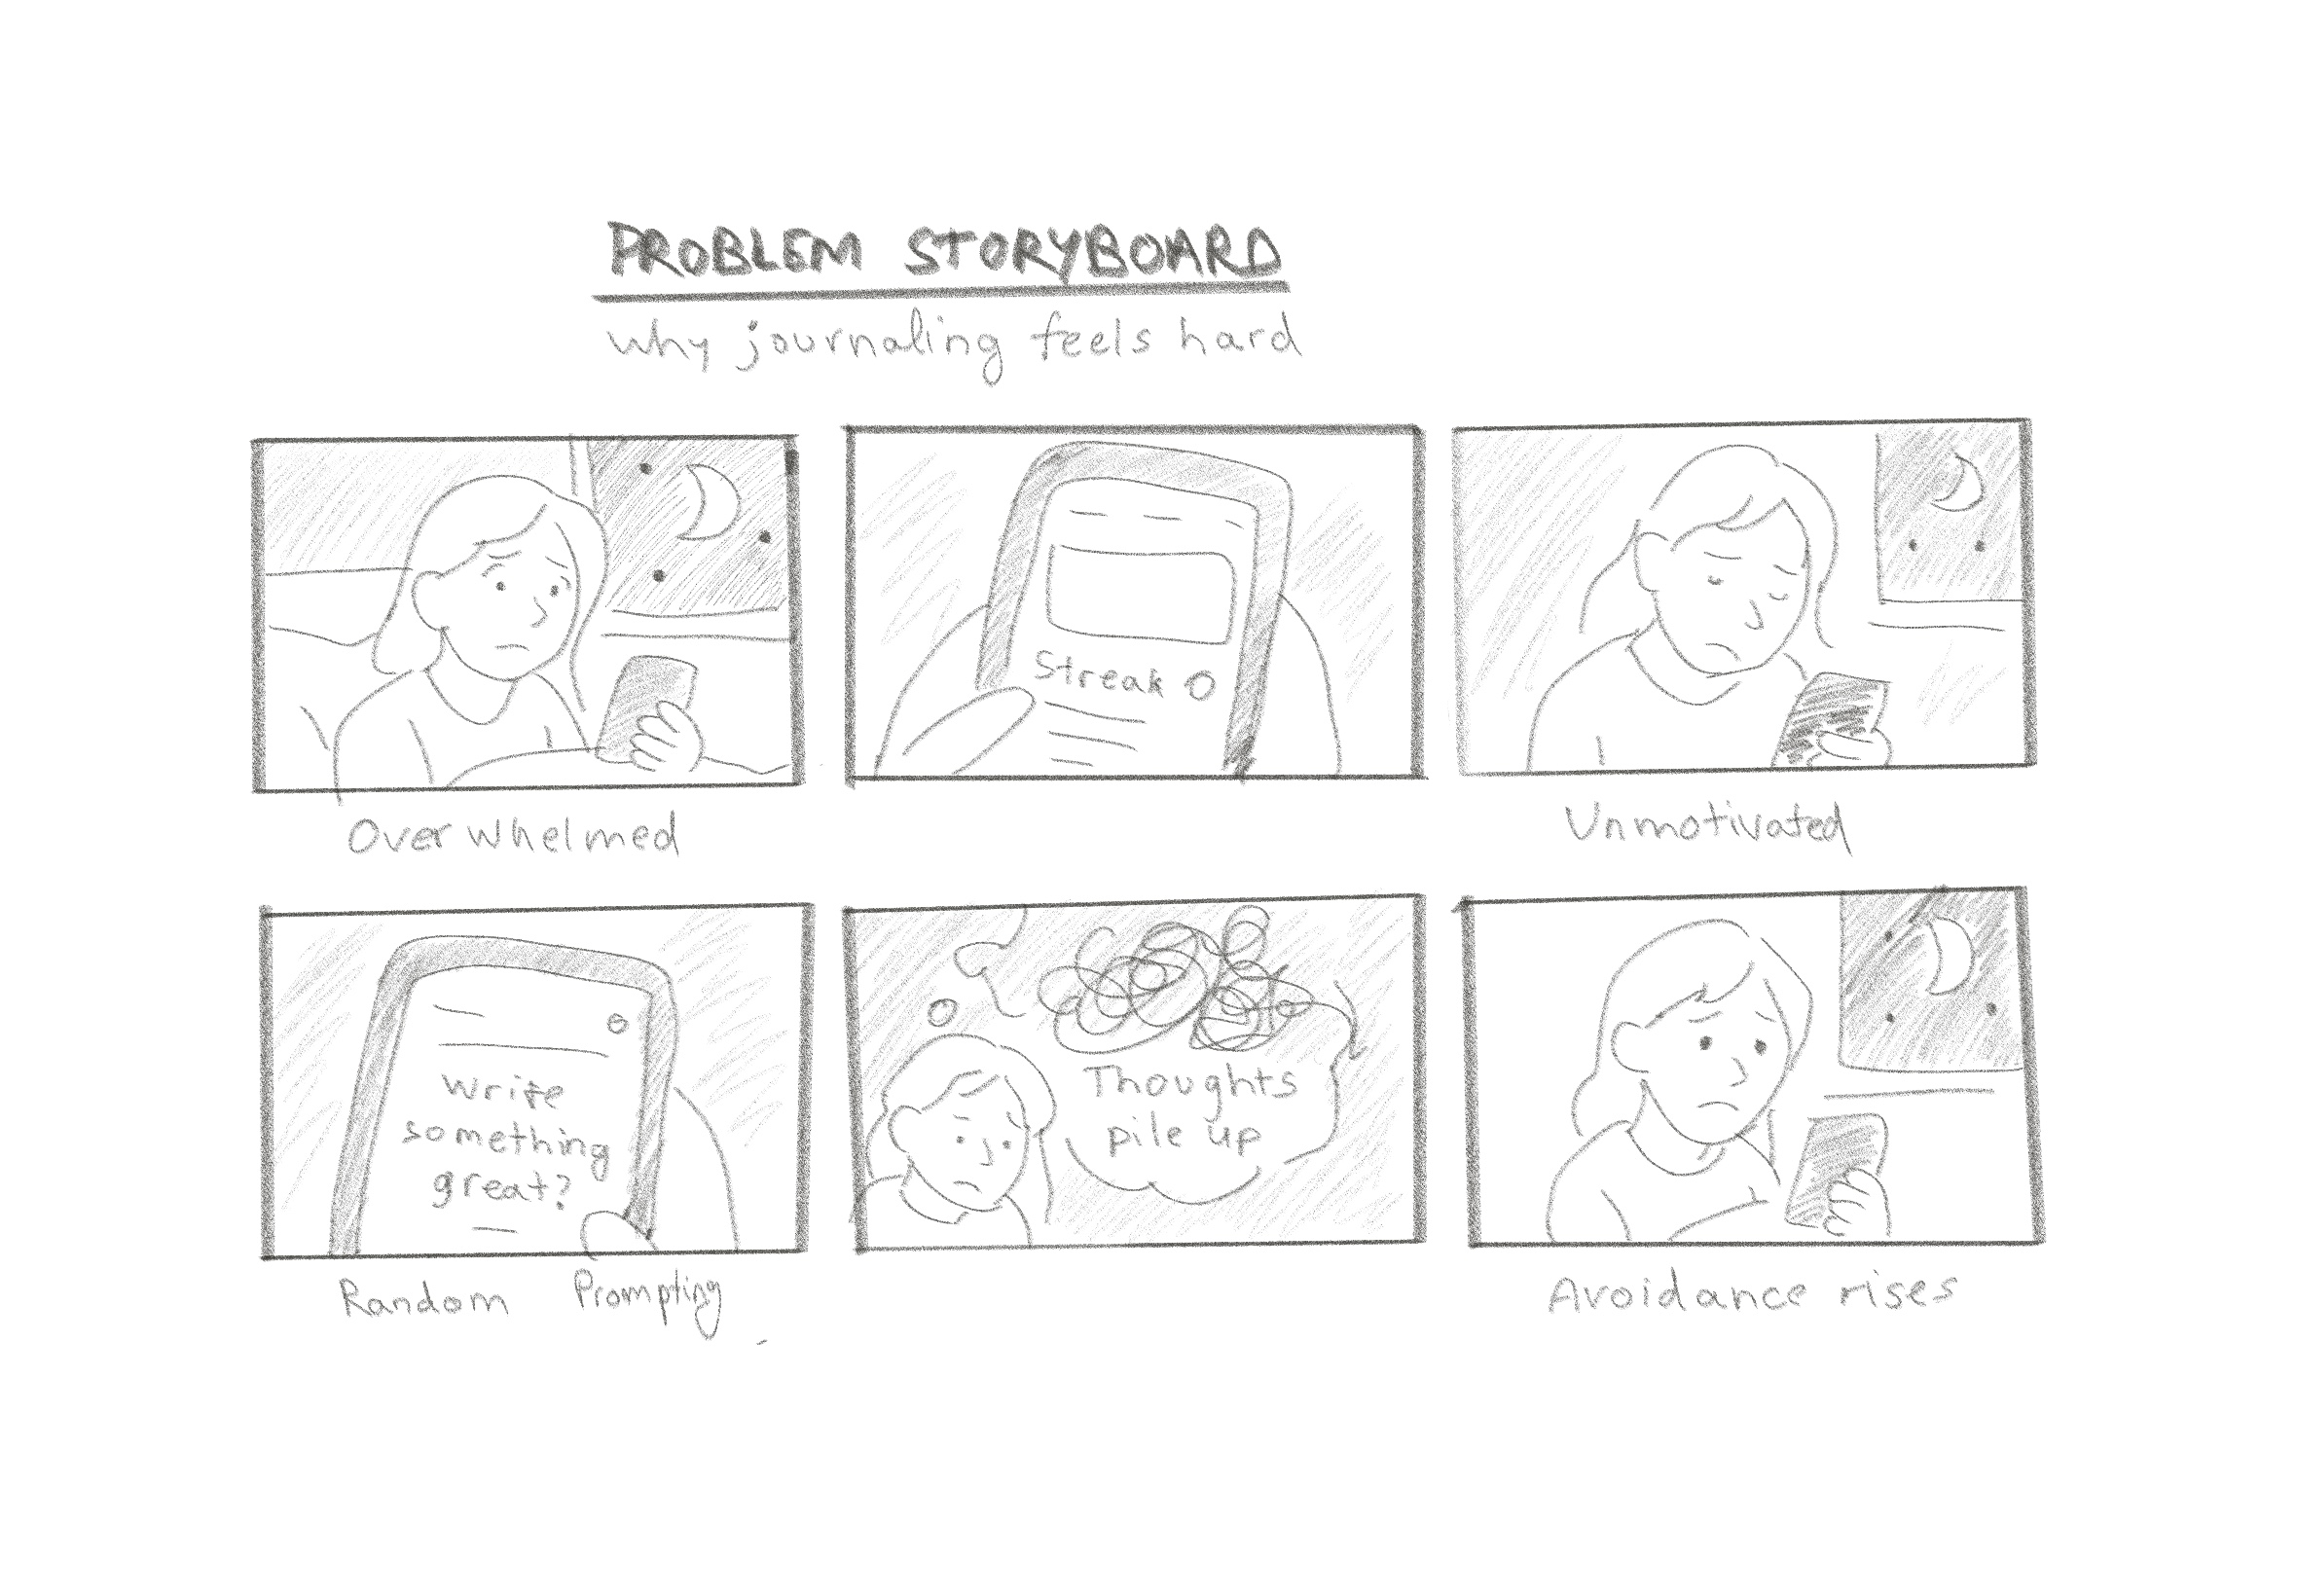 PROBLEM STORYBOARD
why journaling feels hard
Streak 0
Overwhelmed
Unmotivated
Write
something
great?
Thoughts
pile up
Random Prompting
Avoidance rises